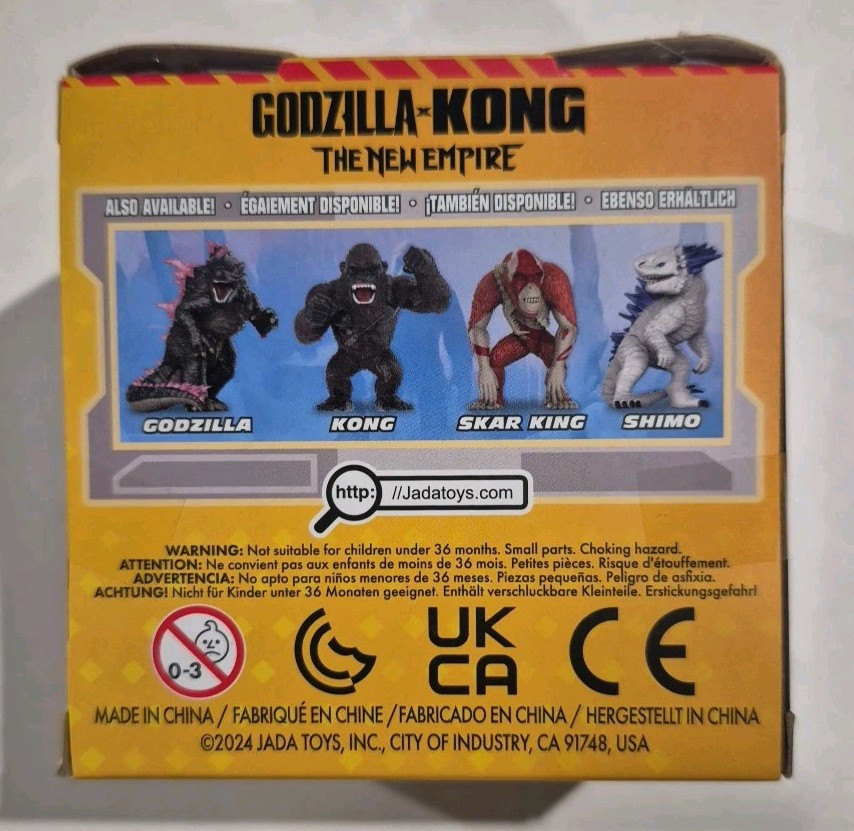 GODZILLA x KONG
THE NEW EMPIRE
ALSO AVAILABLE! • ÉGAIEMENT DISPONIBLE! • ¡TAMBIÉN DISPONIBLE! • EBENSO ERHÄLTLICH
GODZILLA KONG SKAR KING SHIMO
http: //Jadatoys.com
WARNING: Not suitable for children under 36 months. Small parts. Choking hazard.
ATTENTION: Ne convient pas aux enfants de moins de 36 mois. Petites pièces. Risque d'étouffement.
ADVERTENCIA: No apto para niños menores de 36 meses. Piezas pequeñas. Peligro de asfixia.
ACHTUNG! Nicht für Kinder unter 36 Monaten geeignet. Enthält verschluckbare Kleinteile. Erstickungsgefahr!
0-3
UK
CA
CE
MADE IN CHINA / FABRIQUÉ EN CHINE / FABRICADO EN CHINA / HERGESTELLT IN CHINA
©2024 JADA TOYS, INC., CITY OF INDUSTRY, CA 91748, USA